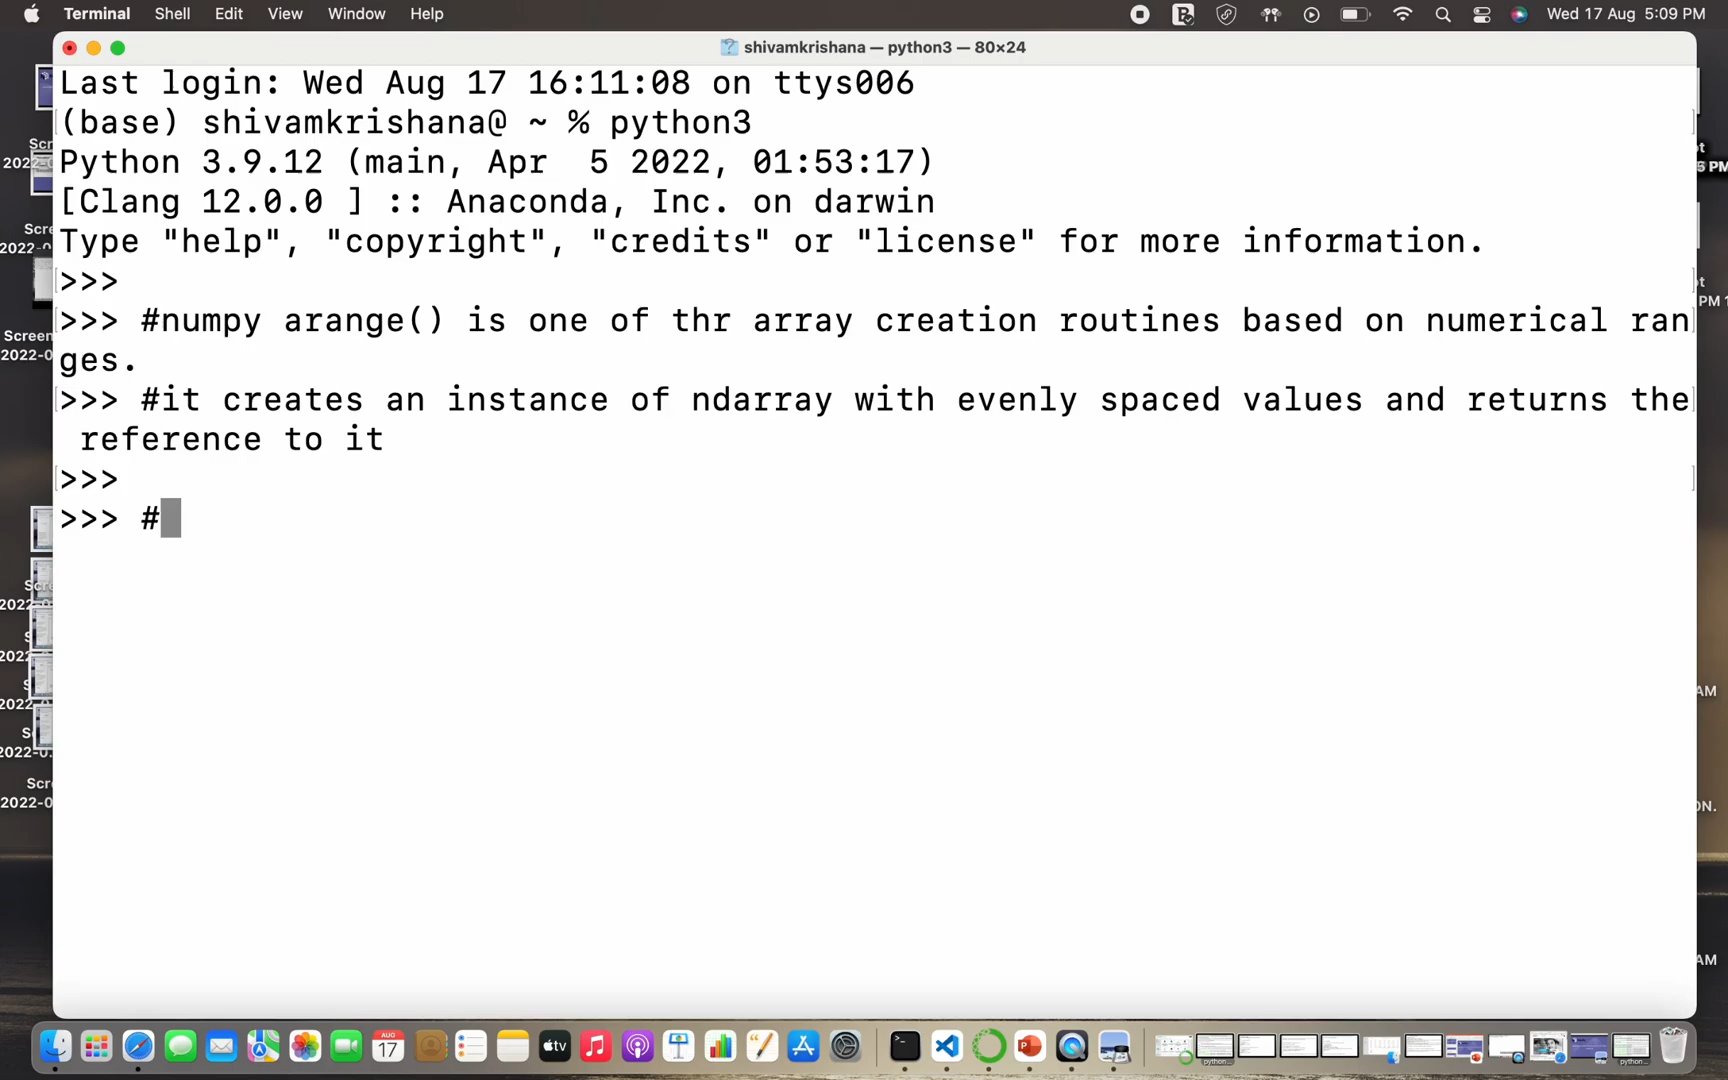 Terminal Shell Edit View Window Help Wed 17 Aug 5:09 PM
shivamkrishana — python3 — 80×24
Last login: Wed Aug 17 16:11:08 on ttys006
(base) shivamkrishana@ ~ % python3
Python 3.9.12 (main, Apr  5 2022, 01:53:17)
[Clang 12.0.0 ] :: Anaconda, Inc. on darwin
Type "help", "copyright", "credits" or "license" for more information.
>>>
>>> #numpy arange() is one of thr array creation routines based on numerical ran
ges.
>>> #it creates an instance of ndarray with evenly spaced values and returns the
 reference to it
>>>
>>> #
AUG
17
tv